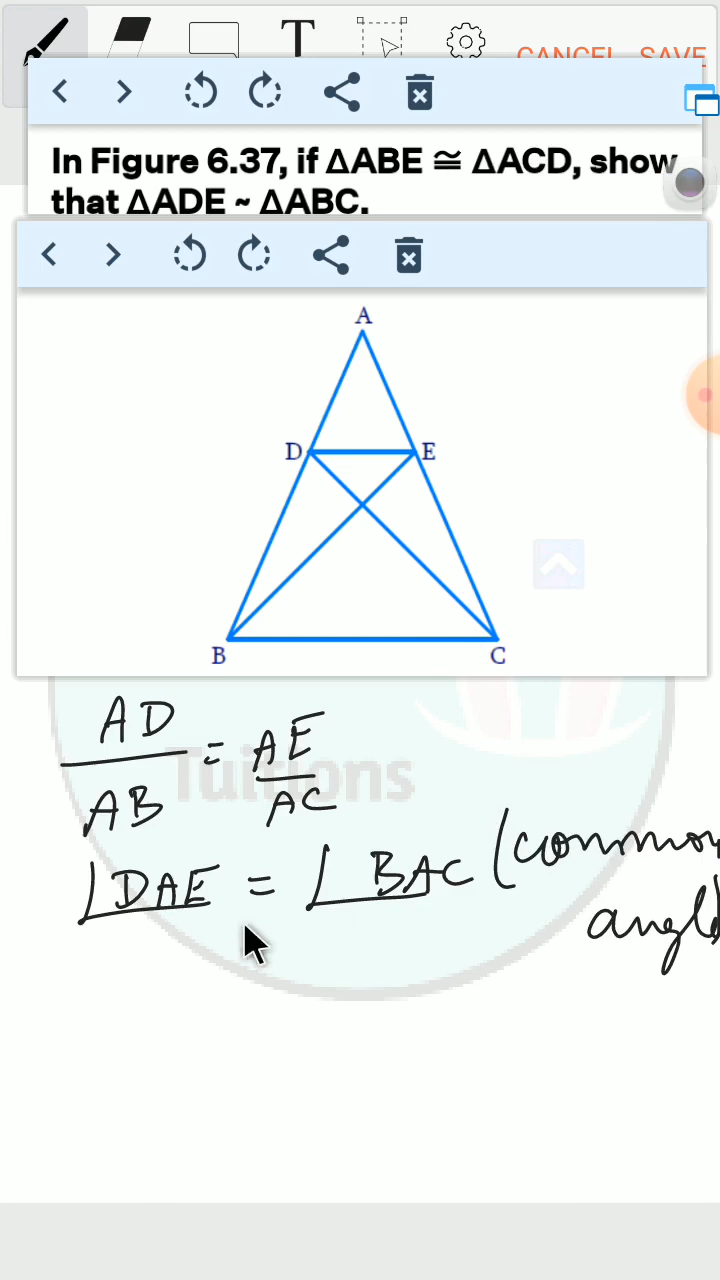 T
CANCEL SAVE
In Figure 6.37, if ΔABE ≅ ΔACD, show
that ΔADE ~ ΔABC.
A
D E
B C
Tuitions
AD/AB = AE/AC
∠DAE = ∠BAC (common
angle)